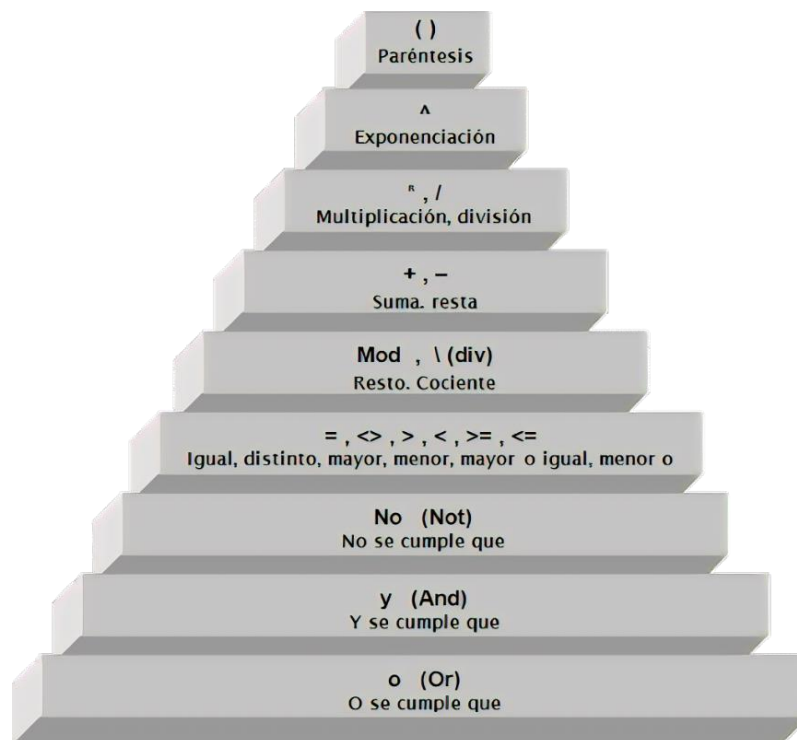 ( )
Paréntesis
^
Exponenciación
ᴿ , /
Multiplicación, división
+ , –
Suma. resta
Mod , \ (div)
Resto. Cociente
= , <> , > , < , >= , <=
Igual, distinto, mayor, menor, mayor o igual, menor o
No (Not)
No se cumple que
y (And)
Y se cumple que
o (Or)
O se cumple que